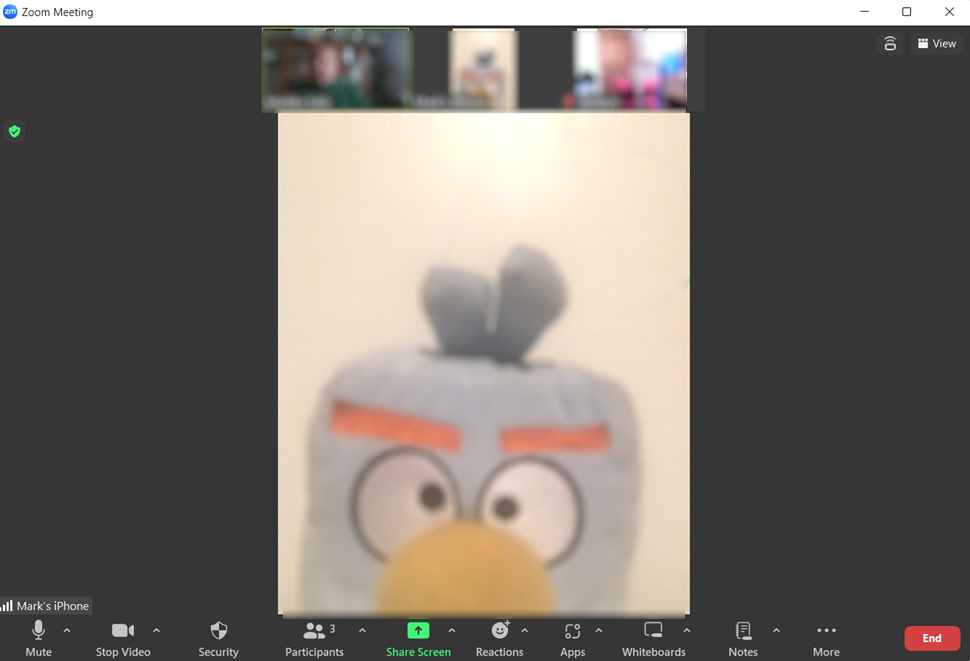 zm Zoom Meeting
View
Mark's iPhone
3
Mute
Stop Video
Security
Participants
Share Screen
Reactions
Apps
Whiteboards
Notes
More
End